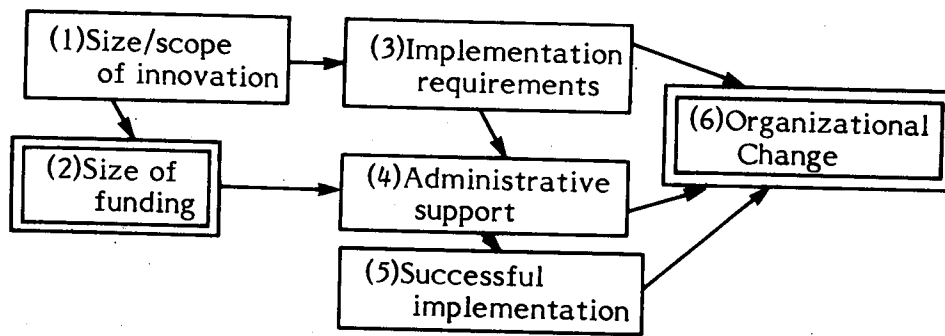 (1)Size/scope
of innovation
(3)Implementation
requirements
(6)Organizational
Change
(2)Size of
funding
(4)Administrative
support
(5)Successful
implementation